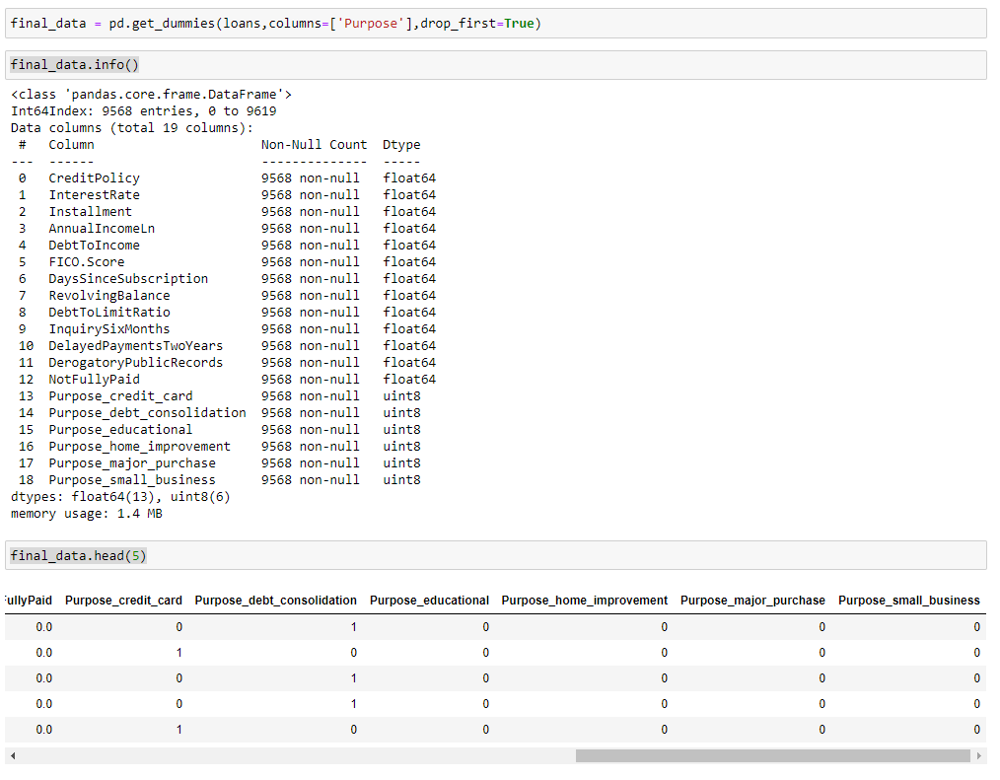 final_data = pd.get_dummies(loans,columns=['Purpose'],drop_first=True)
final_data.info()
<class 'pandas.core.frame.DataFrame'>
Int64Index: 9568 entries, 0 to 9619
Data columns (total 19 columns):
# Column Non-Null Count Dtype
--- ------ -------------- -----
0 CreditPolicy 9568 non-null float64
1 InterestRate 9568 non-null float64
2 Installment 9568 non-null float64
3 AnnualIncomeLn 9568 non-null float64
4 DebtToIncome 9568 non-null float64
5 FICO.Score 9568 non-null float64
6 DaysSinceSubscription 9568 non-null float64
7 RevolvingBalance 9568 non-null float64
8 DebtToLimitRatio 9568 non-null float64
9 InquirySixMonths 9568 non-null float64
10 DelayedPaymentsTwoYears 9568 non-null float64
11 DerogatoryPublicRecords 9568 non-null float64
12 NotFullyPaid 9568 non-null float64
13 Purpose_credit_card 9568 non-null uint8
14 Purpose_debt_consolidation 9568 non-null uint8
15 Purpose_educational 9568 non-null uint8
16 Purpose_home_improvement 9568 non-null uint8
17 Purpose_major_purchase 9568 non-null uint8
18 Purpose_small_business 9568 non-null uint8
dtypes: float64(13), uint8(6)
memory usage: 1.4 MB
final_data.head(5)
FullyPaid Purpose_credit_card Purpose_debt_consolidation Purpose_educational Purpose_home_improvement Purpose_major_purchase Purpose_small_business
0.0 0 1 0 0 0 0
0.0 1 0 0 0 0 0
0.0 0 1 0 0 0 0
0.0 0 1 0 0 0 0
0.0 1 0 0 0 0 0